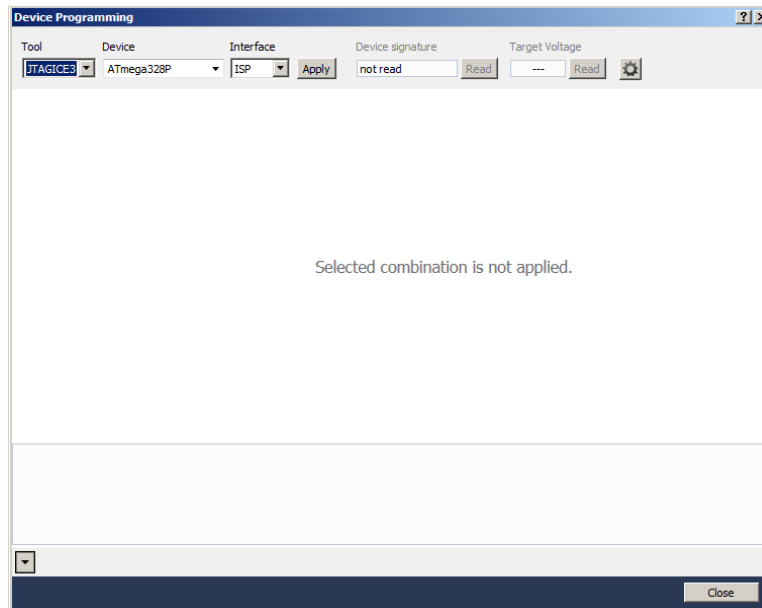 Device Programming
Tool Device Interface Device signature Target Voltage
JTAGICE3 ATmega328P ISP Apply not read Read --- Read
Selected combination is not applied.
Close